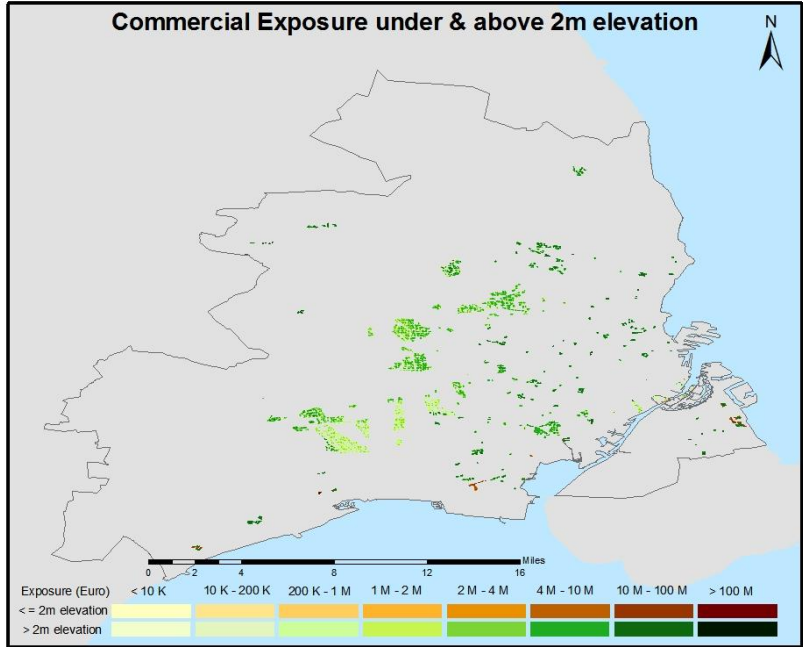 Commercial Exposure under & above 2m elevation
N
Miles
0 2 4 8 12 16
Exposure (Euro) < 10 K 10 K - 200 K 200 K - 1 M 1 M - 2 M 2 M - 4 M 4 M - 10 M 10 M - 100 M > 100 M
< = 2m elevation
> 2m elevation